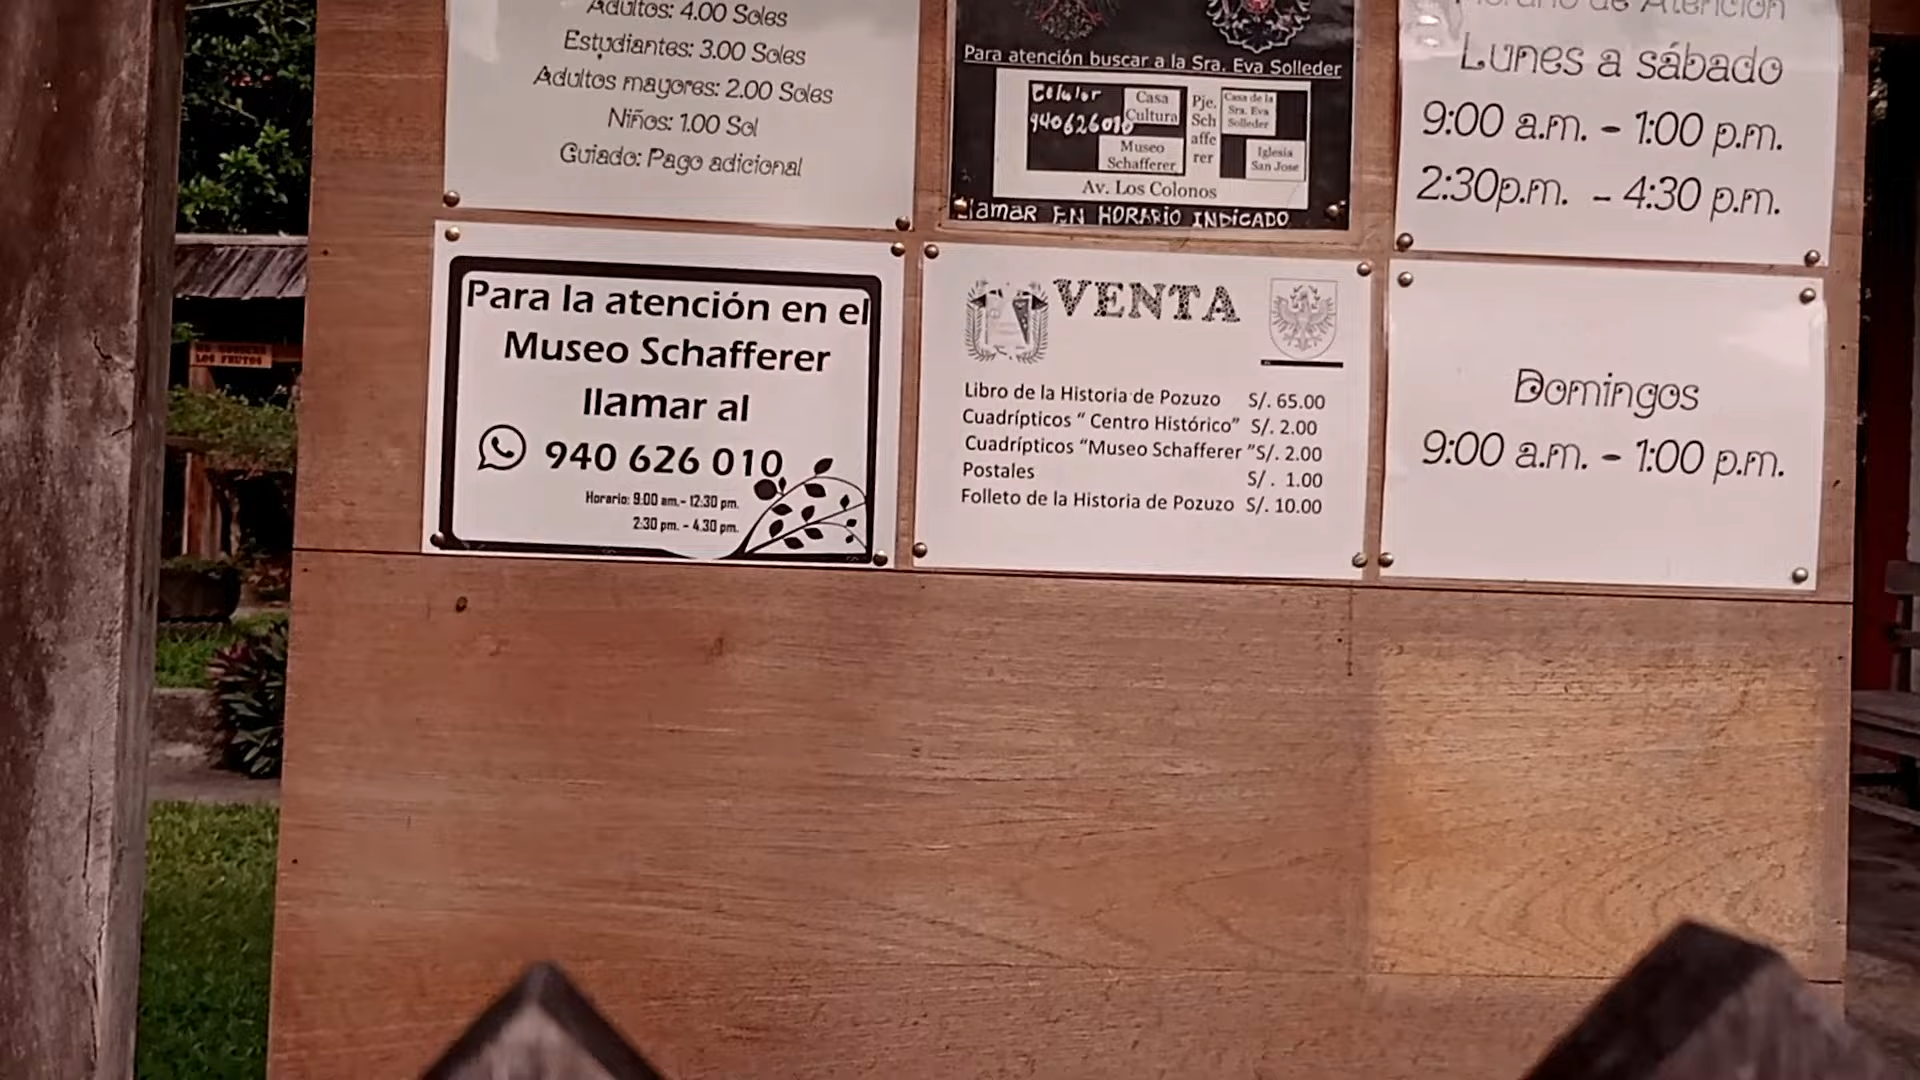 Adultos: 4.00 Soles
Estudiantes: 3.00 Soles
Adultos mayores: 2.00 Soles
Niños: 1.00 Sol
Guiado: Pago adicional
Para atención buscar a la Sra. Eva Solleder
Celular
940626010
Casa
Cultura
Museo
Schafferer
Pje.
Sch
affe
rer
Casa de la
Sra. Eva
Solleder
Iglesia
San Jose
Av. Los Colonos
Llamar EN HORARIO INDICADO
Horario de Atención
Lunes a sábado
9:00 a.m. - 1:00 p.m.
2:30p.m. - 4:30 p.m.
Para la atención en el
Museo Schafferer
llamar al
940 626 010
Horario: 9:00 am.- 12:30 pm.
2:30 pm. - 4.30 pm.
VENTA
Libro de la Historia de Pozuzo S/. 65.00
Cuadrípticos " Centro Histórico" S/. 2.00
Cuadrípticos "Museo Schafferer "S/. 2.00
Postales S/ . 1.00
Folleto de la Historia de Pozuzo S/. 10.00
Domingos
9:00 a.m. - 1:00 p.m.
LOS FRUTOS